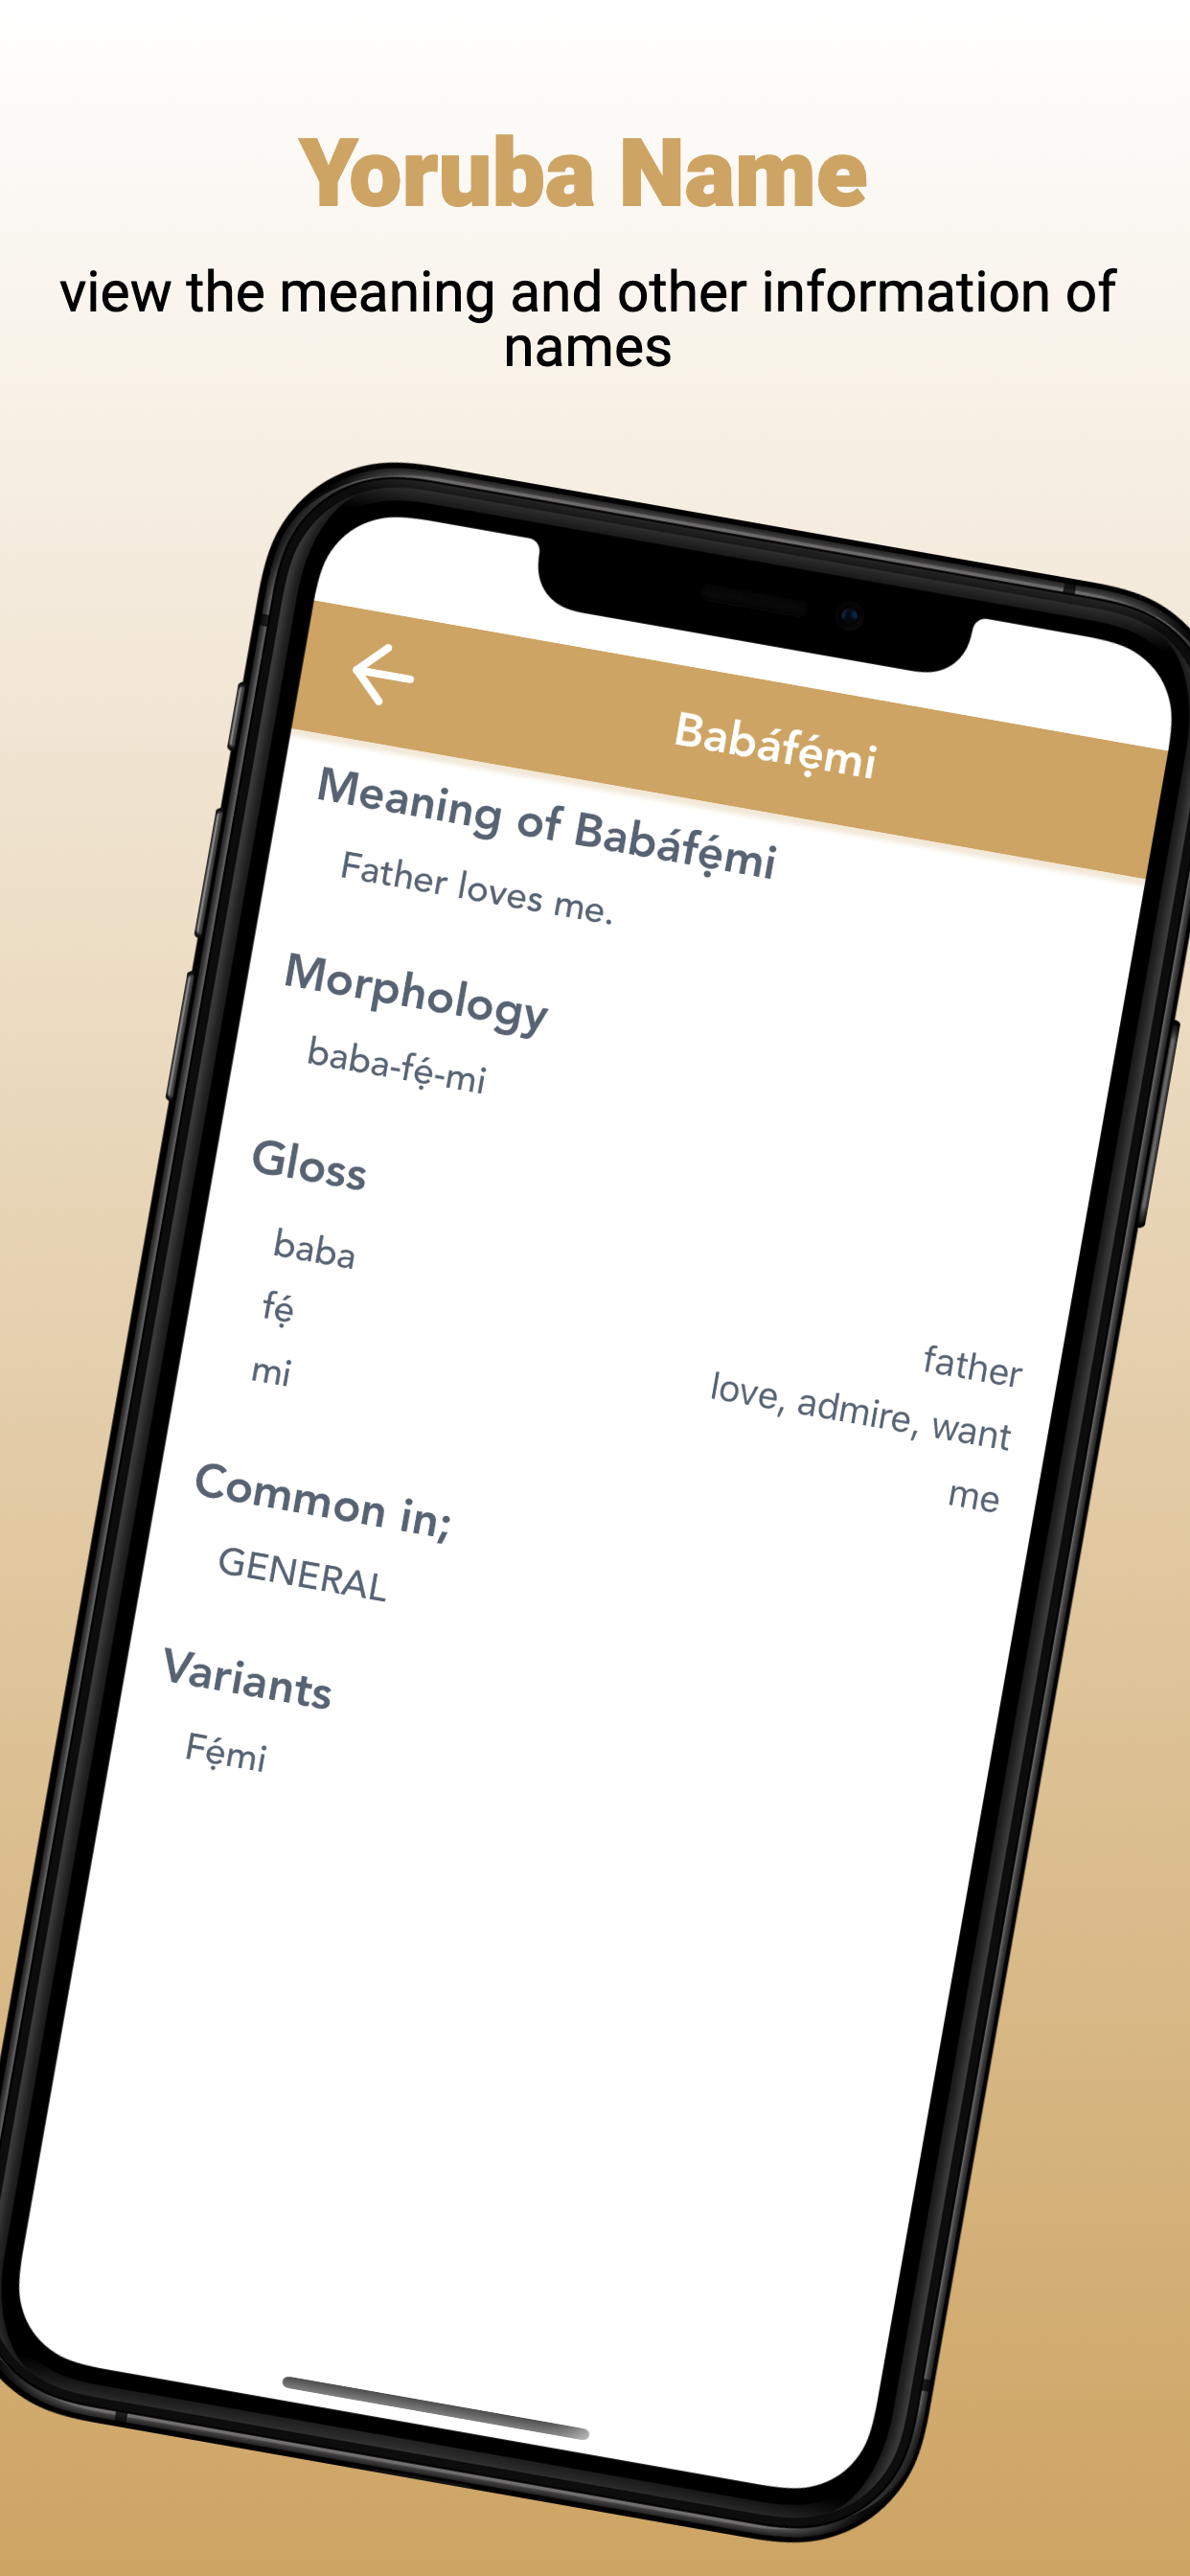 Yoruba Name
view the meaning and other information of
names
Babáfẹ́mi
Meaning of Babáfẹ́mi
Father loves me.
Morphology
baba-fẹ́-mi
Gloss
baba father
fẹ́ love, admire, want
mi me
Common in;
GENERAL
Variants
Fẹ́mi